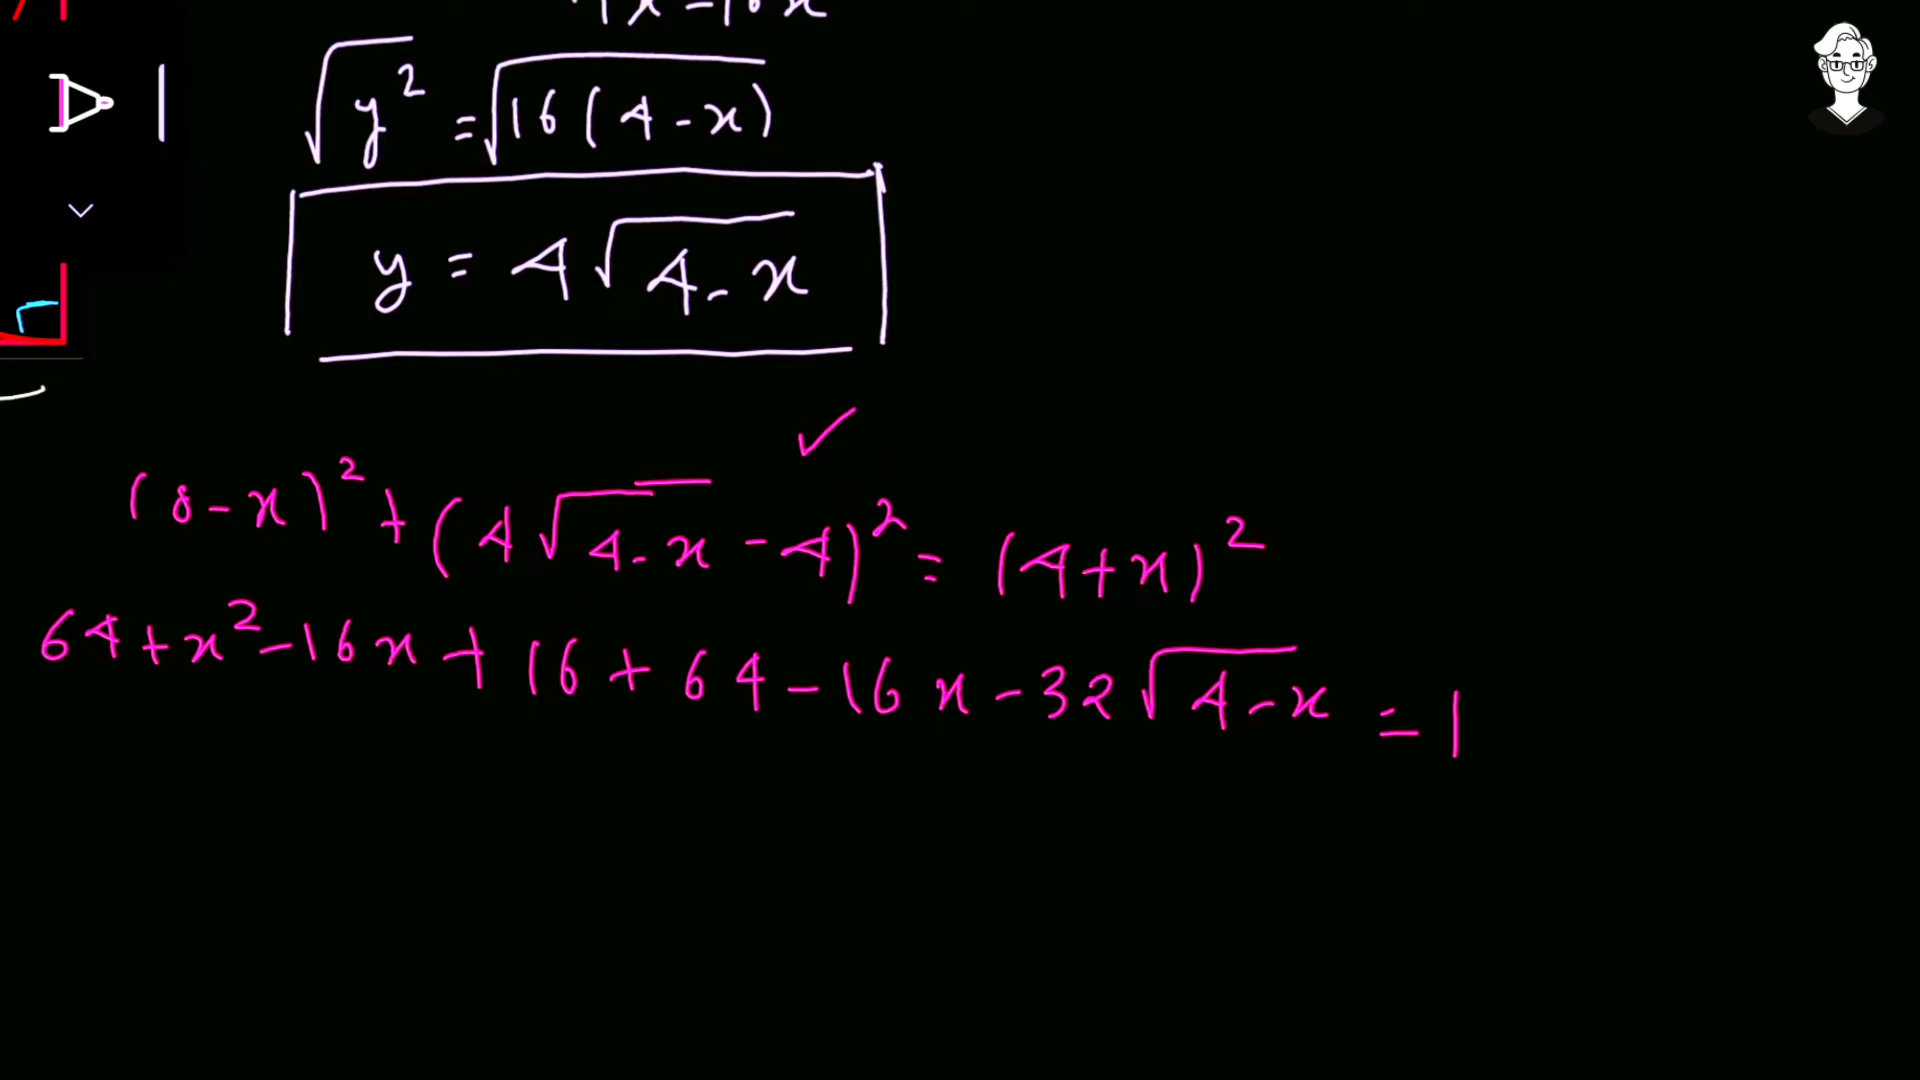 √y² = √16(4-x)
y = 4√4-x
(8-x)² + (4√4-x - 4)² = (4+x)²
64+x²-16x + 16 + 64 - 16x - 32√4-x = 1